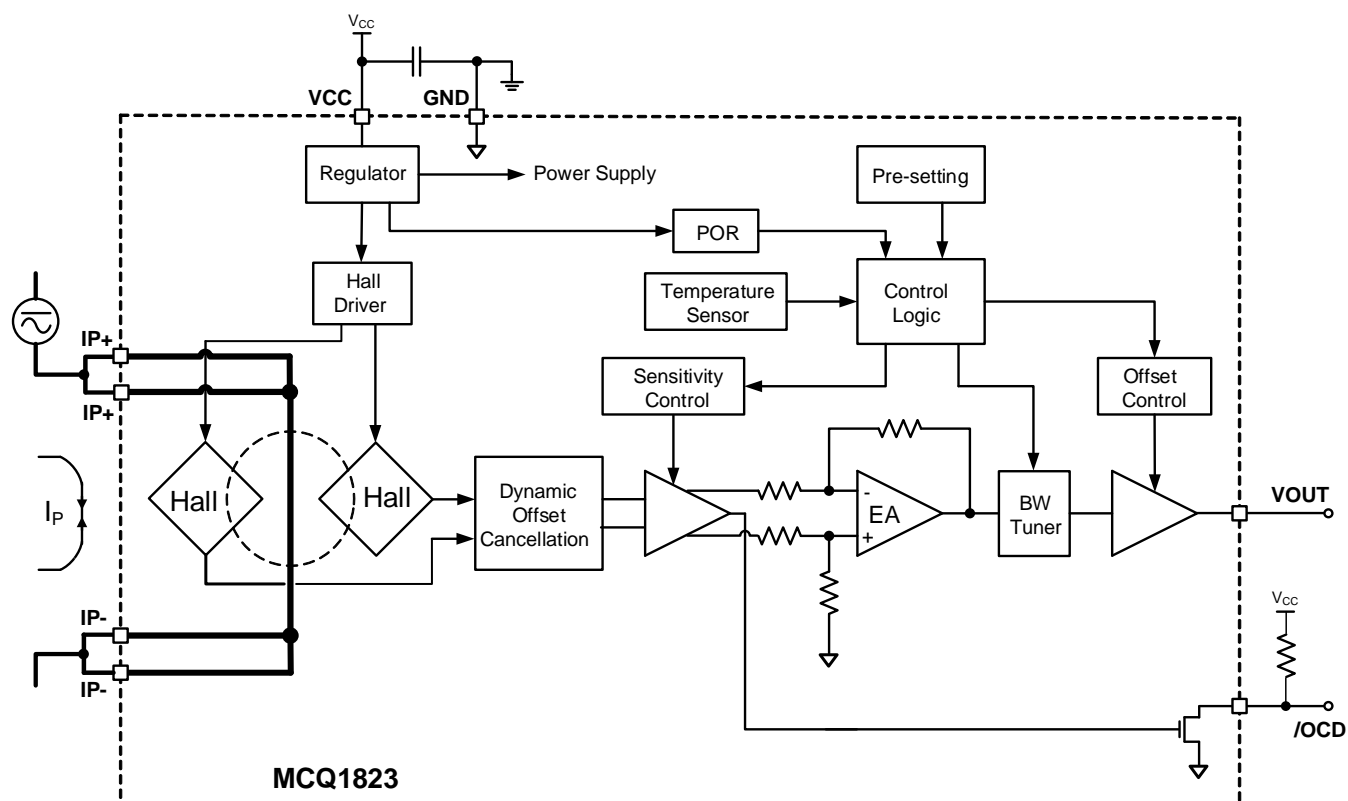 VCC
VCC
GND
Regulator
Power Supply
Pre-setting
POR
Hall
Driver
Temperature
Sensor
Control
Logic
IP+
IP+
Sensitivity
Control
Offset
Control
IP
Hall
Hall
Dynamic
Offset
Cancellation
-
EA
+
BW
Tuner
VOUT
IP-
IP-
VCC
/OCD
MCQ1823